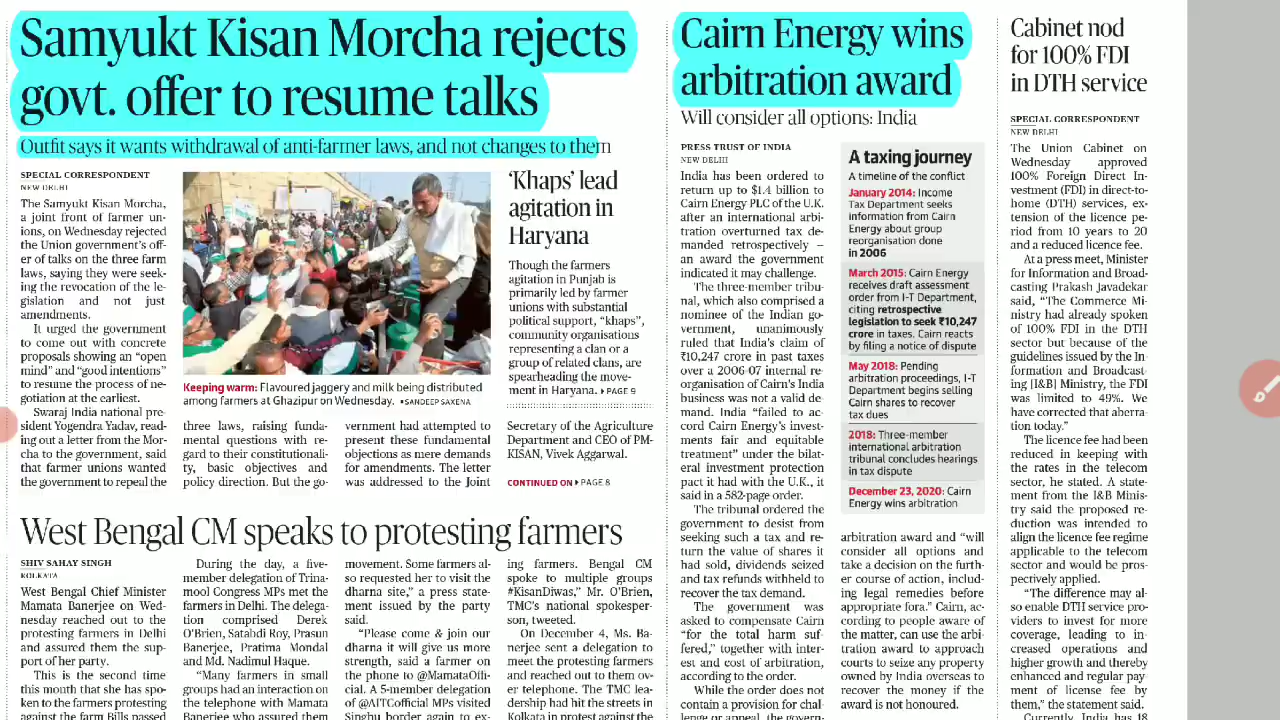 Samyukt Kisan Morcha rejects
govt. offer to resume talks
Outfit says it wants withdrawal of anti-farmer laws, and not changes to them
SPECIAL CORRESPONDENT
NEW DELHI
The Samyukt Kisan Morcha,
a joint front of farmer un-
ions, on Wednesday rejected
the Union government's off-
er of talks on the three farm
laws, saying they were seek-
ing the revocation of the le-
gislation and not just
amendments.
It urged the government
to come out with concrete
proposals showing an "open
mind" and "good intentions"
to resume the process of ne-
gotiation at the earliest.
Swaraj India national pre-
sident Yogendra Yadav, read-
ing out a letter from the Mor-
cha to the government, said
that farmer unions wanted
the government to repeal the
Keeping warm: Flavoured jaggery and milk being distributed
among farmers at Ghazipur on Wednesday. •SANDEEP SAXENA
three laws, raising funda-
mental questions with re-
gard to their constitutional-
ity, basic objectives and
policy direction. But the go-
vernment had attempted to
present these fundamental
objections as mere demands
for amendments. The letter
was addressed to the Joint
'Khaps' lead
agitation in
Haryana
Though the farmers
agitation in Punjab is
primarily led by farmer
unions with substantial
political support, "khaps",
community organisations
representing a clan or a
group of related clans, are
spearheading the move-
ment in Haryana. ▸ PAGE 9
Secretary of the Agriculture
Department and CEO of PM-
KISAN, Vivek Aggarwal.
CONTINUED ON ▸ PAGE 8
West Bengal CM speaks to protesting farmers
SHIV SAHAY SINGH
KOLKATA
West Bengal Chief Minister
Mamata Banerjee on Wed-
nesday reached out to the
protesting farmers in Delhi
and assured them the sup-
port of her party.
This is the second time
this month that she has spo-
ken to the farmers protesting
against the farm Bills passed
During the day, a five-
member delegation of Trina-
mool Congress MPs met the
farmers in Delhi. The delega-
tion comprised Derek
O'Brien, Satabdi Roy, Prasun
Banerjee, Pratima Mondal
and Md. Nadimul Haque.
"Many farmers in small
groups had an interaction on
the telephone with Mamata
Banerjee who assured them
movement. Some farmers al-
so requested her to visit the
dharna site," a press state-
ment issued by the party
said.
"Please come & join our
dharna it will give us more
strength, said a farmer on
the phone to @MamataOffi-
cial. A 5-member delegation
of @AITCofficial MPs visited
Singhu border again to ex-
ing farmers. Bengal CM
spoke to multiple groups
#KisanDiwas," Mr. O'Brien,
TMC's national spokesper-
son, tweeted.
On December 4, Ms. Ba-
nerjee sent a delegation to
meet the protesting farmers
and reached out to them ov-
er telephone. The TMC lea-
dership had hit the streets in
Kolkata in protest against the
Cairn Energy wins
arbitration award
Will consider all options: India
PRESS TRUST OF INDIA
NEW DELHI
India has been ordered to
return up to $1.4 billion to
Cairn Energy PLC of the U.K.
after an international arbi-
tration overturned tax de-
manded retrospectively –
an award the government
indicated it may challenge.
The three-member tribu-
nal, which also comprised a
nominee of the Indian go-
vernment, unanimously
ruled that India's claim of
₹10,247 crore in past taxes
over a 2006-07 internal re-
organisation of Cairn's India
business was not a valid de-
mand. India "failed to ac-
cord Cairn Energy's invest-
ments fair and equitable
treatment" under the bilat-
eral investment protection
pact it had with the U.K., it
said in a 582-page order.
The tribunal ordered the
government to desist from
seeking such a tax and re-
turn the value of shares it
had sold, dividends seized
and tax refunds withheld to
recover the tax demand.
The government was
asked to compensate Cairn
"for the total harm suf-
fered," together with inter-
est and cost of arbitration,
according to the order.
While the order does not
contain a provision for chal-
lenge or appeal, the govern-
A taxing journey
A timeline of the conflict
January 2014: Income
Tax Department seeks
information from Cairn
Energy about group
reorganisation done
in 2006
March 2015: Cairn Energy
receives draft assessment
order from I-T Department,
citing retrospective
legislation to seek ₹10,247
crore in taxes. Cairn reacts
by filing a notice of dispute
May 2018: Pending
arbitration proceedings, I-T
Department begins selling
Cairn shares to recover
tax dues
2018: Three-member
international arbitration
tribunal concludes hearings
in tax dispute
December 23, 2020: Cairn
Energy wins arbitration
arbitration award and "will
consider all options and
take a decision on the furth-
er course of action, includ-
ing legal remedies before
appropriate fora." Cairn, ac-
cording to people aware of
the matter, can use the arbi-
tration award to approach
courts to seize any property
owned by India overseas to
recover the money if the
award is not honoured.
Cabinet nod
for 100% FDI
in DTH service
SPECIAL CORRESPONDENT
NEW DELHI
The Union Cabinet on
Wednesday approved
100% Foreign Direct In-
vestment (FDI) in direct-to-
home (DTH) services, ex-
tension of the licence pe-
riod from 10 years to 20
and a reduced licence fee.
At a press meet, Minister
for Information and Broad-
casting Prakash Javadekar
said, "The Commerce Mi-
nistry had already spoken
of 100% FDI in the DTH
sector but because of the
guidelines issued by the In-
formation and Broadcast-
ing [I&B] Ministry, the FDI
was limited to 49%. We
have corrected that aberra-
tion today."
The licence fee had been
reduced in keeping with
the rates in the telecom
sector, he stated. A state-
ment from the I&B Minis-
try said the proposed re-
duction was intended to
align the licence fee regime
applicable to the telecom
sector and would be pros-
pectively applied.
"The difference may al-
so enable DTH service pro-
viders to invest for more
coverage, leading to in-
creased operations and
higher growth and thereby
enhanced and regular pay-
ment of license fee by
them," the statement said.
Currently, India has 18